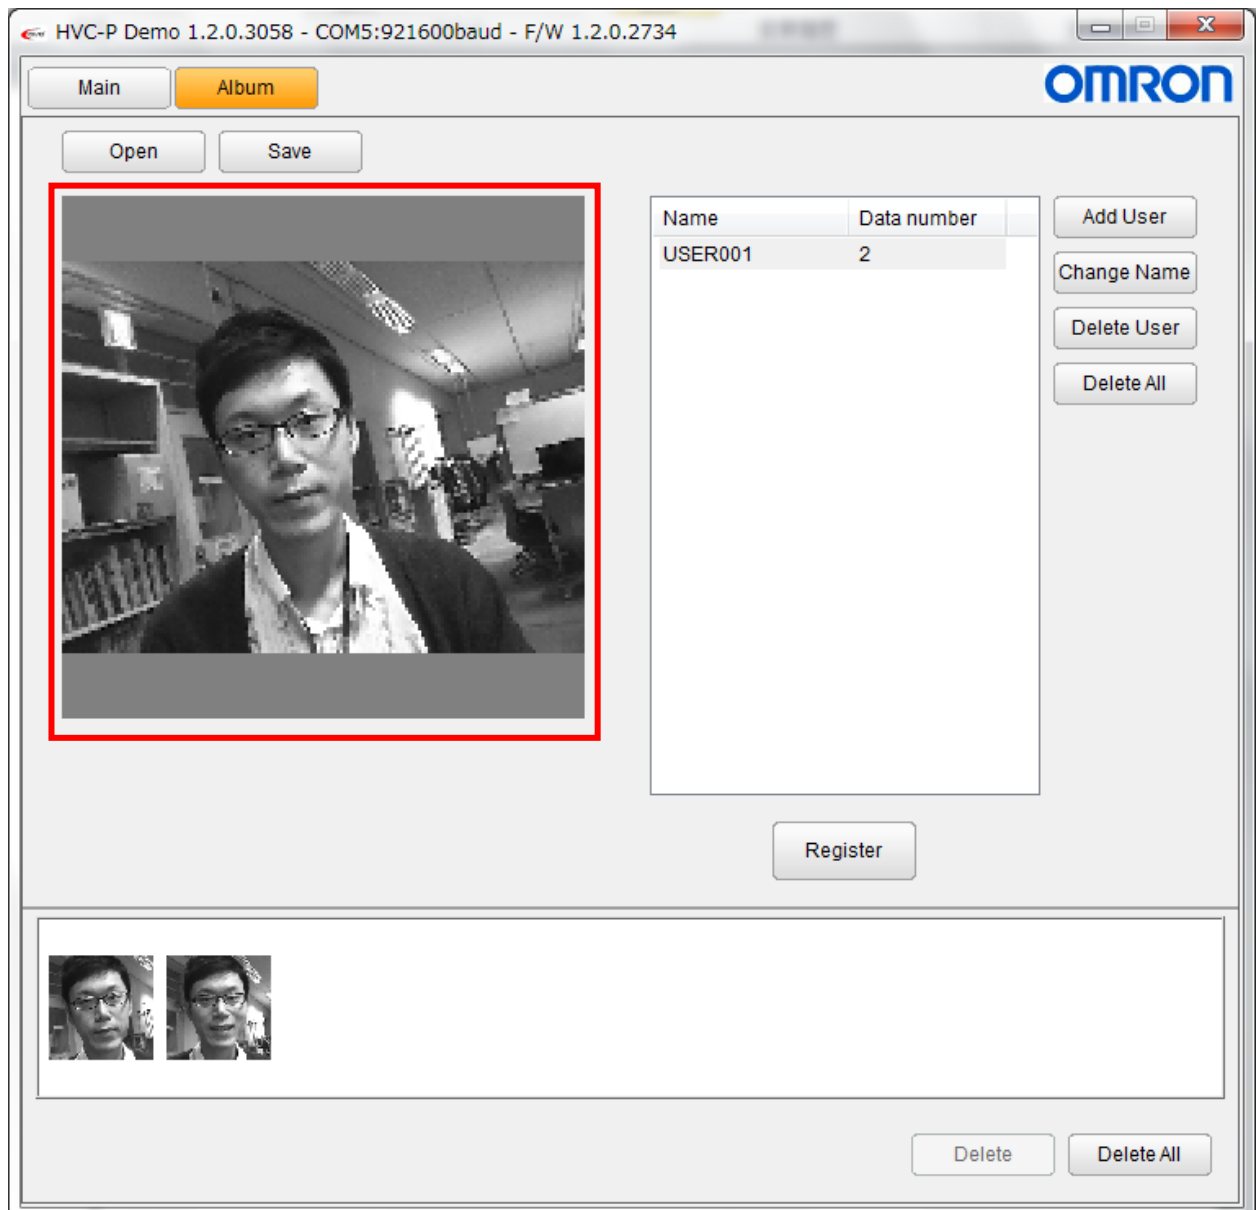 HVC-P Demo 1.2.0.3058 - COM5:921600baud - F/W 1.2.0.2734
Main Album OMRON
Open Save
Name Data number Add User
USER001 2
Change Name
Delete User
Delete All
Register
Delete Delete All